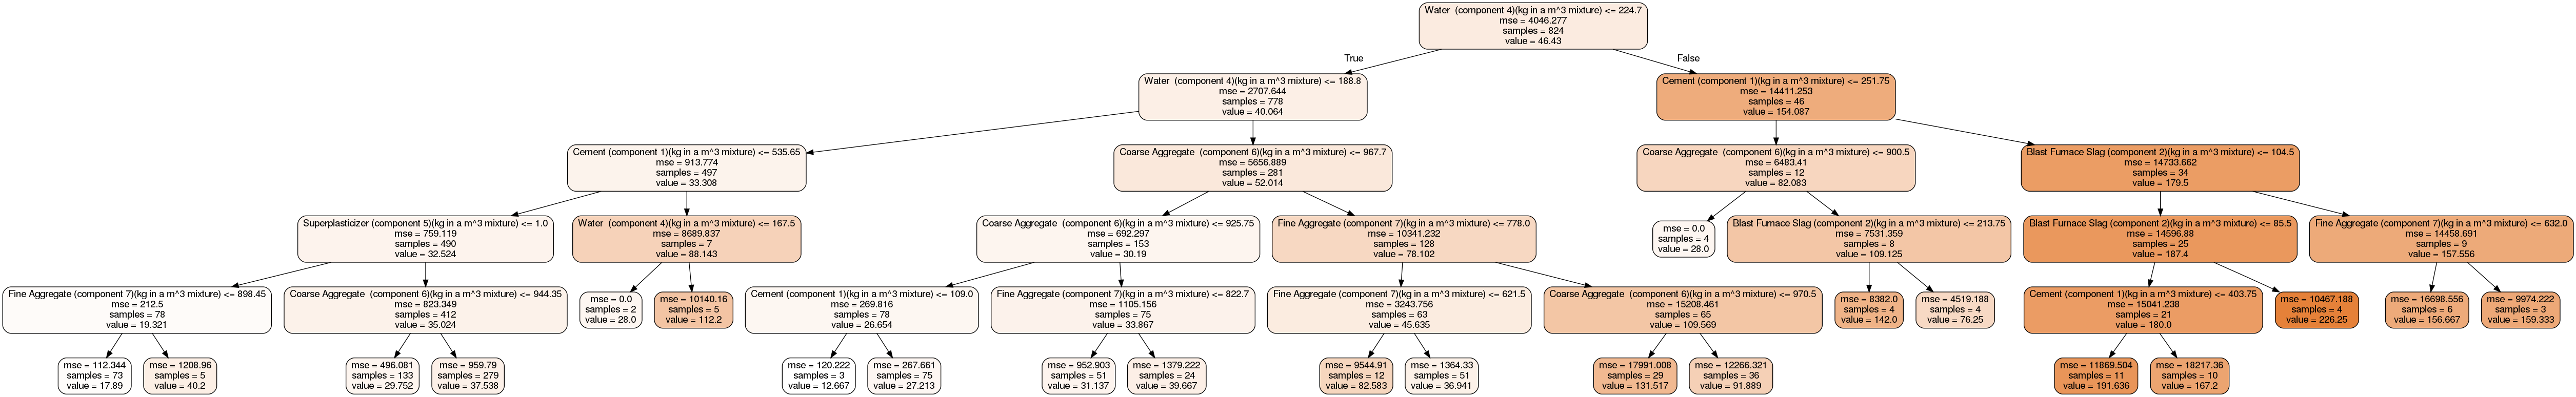 Water  (component 4)(kg in a m^3 mixture) <= 224.7
mse = 4046.277
samples = 824
value = 46.43
True
False
Water  (component 4)(kg in a m^3 mixture) <= 188.8
mse = 2707.644
samples = 778
value = 40.064
Cement (component 1)(kg in a m^3 mixture) <= 251.75
mse = 14411.253
samples = 46
value = 154.087
Cement (component 1)(kg in a m^3 mixture) <= 535.65
mse = 913.774
samples = 497
value = 33.308
Coarse Aggregate  (component 6)(kg in a m^3 mixture) <= 967.7
mse = 5656.889
samples = 281
value = 52.014
Coarse Aggregate  (component 6)(kg in a m^3 mixture) <= 900.5
mse = 6483.41
samples = 12
value = 82.083
Blast Furnace Slag (component 2)(kg in a m^3 mixture) <= 104.5
mse = 14733.662
samples = 34
value = 179.5
Superplasticizer (component 5)(kg in a m^3 mixture) <= 1.0
mse = 759.119
samples = 490
value = 32.524
Water  (component 4)(kg in a m^3 mixture) <= 167.5
mse = 8689.837
samples = 7
value = 88.143
Coarse Aggregate  (component 6)(kg in a m^3 mixture) <= 925.75
mse = 692.297
samples = 153
value = 30.19
Fine Aggregate (component 7)(kg in a m^3 mixture) <= 778.0
mse = 10341.232
samples = 128
value = 78.102
mse = 0.0
samples = 4
value = 28.0
Blast Furnace Slag (component 2)(kg in a m^3 mixture) <= 213.75
mse = 7531.359
samples = 8
value = 109.125
Blast Furnace Slag (component 2)(kg in a m^3 mixture) <= 85.5
mse = 14596.88
samples = 25
value = 187.4
Fine Aggregate (component 7)(kg in a m^3 mixture) <= 632.0
mse = 14458.691
samples = 9
value = 157.556
Fine Aggregate (component 7)(kg in a m^3 mixture) <= 898.45
mse = 212.5
samples = 78
value = 19.321
Coarse Aggregate  (component 6)(kg in a m^3 mixture) <= 944.35
mse = 823.349
samples = 412
value = 35.024
mse = 0.0
samples = 2
value = 28.0
mse = 10140.16
samples = 5
value = 112.2
Cement (component 1)(kg in a m^3 mixture) <= 109.0
mse = 269.816
samples = 78
value = 26.654
Fine Aggregate (component 7)(kg in a m^3 mixture) <= 822.7
mse = 1105.156
samples = 75
value = 33.867
Fine Aggregate (component 7)(kg in a m^3 mixture) <= 621.5
mse = 3243.756
samples = 63
value = 45.635
Coarse Aggregate  (component 6)(kg in a m^3 mixture) <= 970.5
mse = 15208.461
samples = 65
value = 109.569
mse = 8382.0
samples = 4
value = 142.0
mse = 4519.188
samples = 4
value = 76.25
Cement (component 1)(kg in a m^3 mixture) <= 403.75
mse = 15041.238
samples = 21
value = 180.0
mse = 10467.188
samples = 4
value = 226.25
mse = 16698.556
samples = 6
value = 156.667
mse = 9974.222
samples = 3
value = 159.333
mse = 112.344
samples = 73
value = 17.89
mse = 1208.96
samples = 5
value = 40.2
mse = 496.081
samples = 133
value = 29.752
mse = 959.79
samples = 279
value = 37.538
mse = 120.222
samples = 3
value = 12.667
mse = 267.661
samples = 75
value = 27.213
mse = 952.903
samples = 51
value = 31.137
mse = 1379.222
samples = 24
value = 39.667
mse = 9544.91
samples = 12
value = 82.583
mse = 1364.33
samples = 51
value = 36.941
mse = 17991.008
samples = 29
value = 131.517
mse = 12266.321
samples = 36
value = 91.889
mse = 11869.504
samples = 11
value = 191.636
mse = 18217.36
samples = 10
value = 167.2